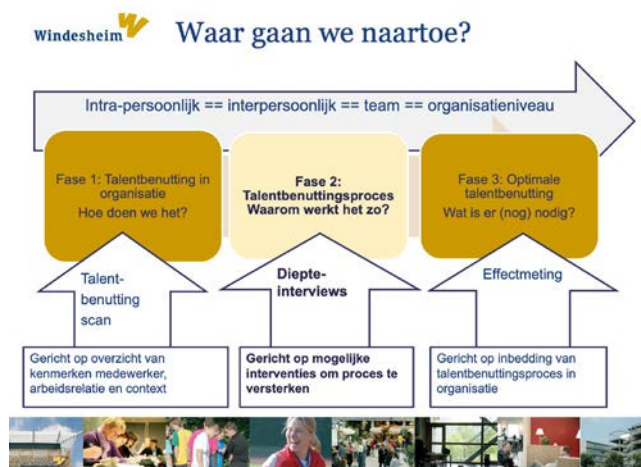 Windesheim
Waar gaan we naartoe?
Intra-persoonlijk == interpersoonlijk == team == organisatieniveau
Fase 1: Talentbenutting in
organisatie
Hoe doen we het?
Fase 2:
Talentbenuttingsproces
Waarom werkt het zo?
Fase 3: Optimale
talentbenutting
Wat is er (nog) nodig?
Talent-
benutting
scan
Diepte-
interviews
Effectmeting
Gericht op overzicht van
kenmerken medewerker,
arbeidsrelatie en context
Gericht op mogelijke
interventies om proces te
versterken
Gericht op inbedding van
talentbenuttingsproces in
organisatie